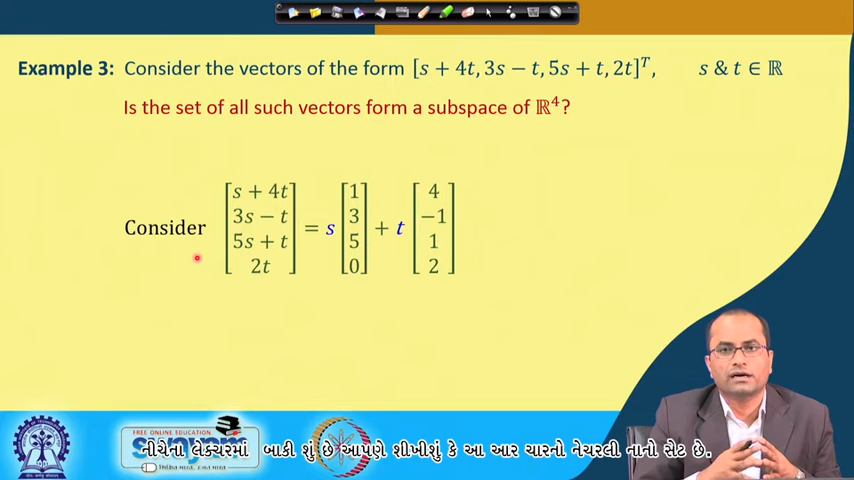 Example 3: Consider the vectors of the form [s + 4t, 3s − t, 5s + t, 2t]ᵀ, s & t ∈ ℝ
Is the set of all such vectors form a subspace of ℝ⁴?
Consider [s + 4t 3s − t 5s + t 2t] = s [1 3 5 0] + t [4 −1 1 2]
FREE ONLINE EDUCATION
swayam
નીચેના લેક્ચરમાં બાકી શું છે આપણે શીખીશું કે આ આર ચારનો નેચરલી નાનો સેટ છે.